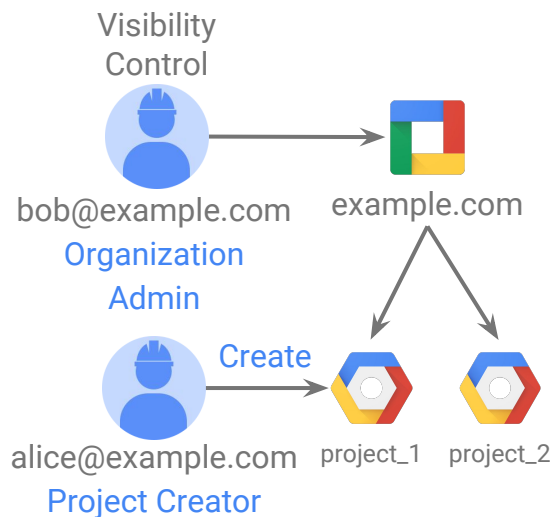 Visibility
Control
bob@example.com
example.com
Organization
Admin
Create
alice@example.com
project_1
project_2
Project Creator